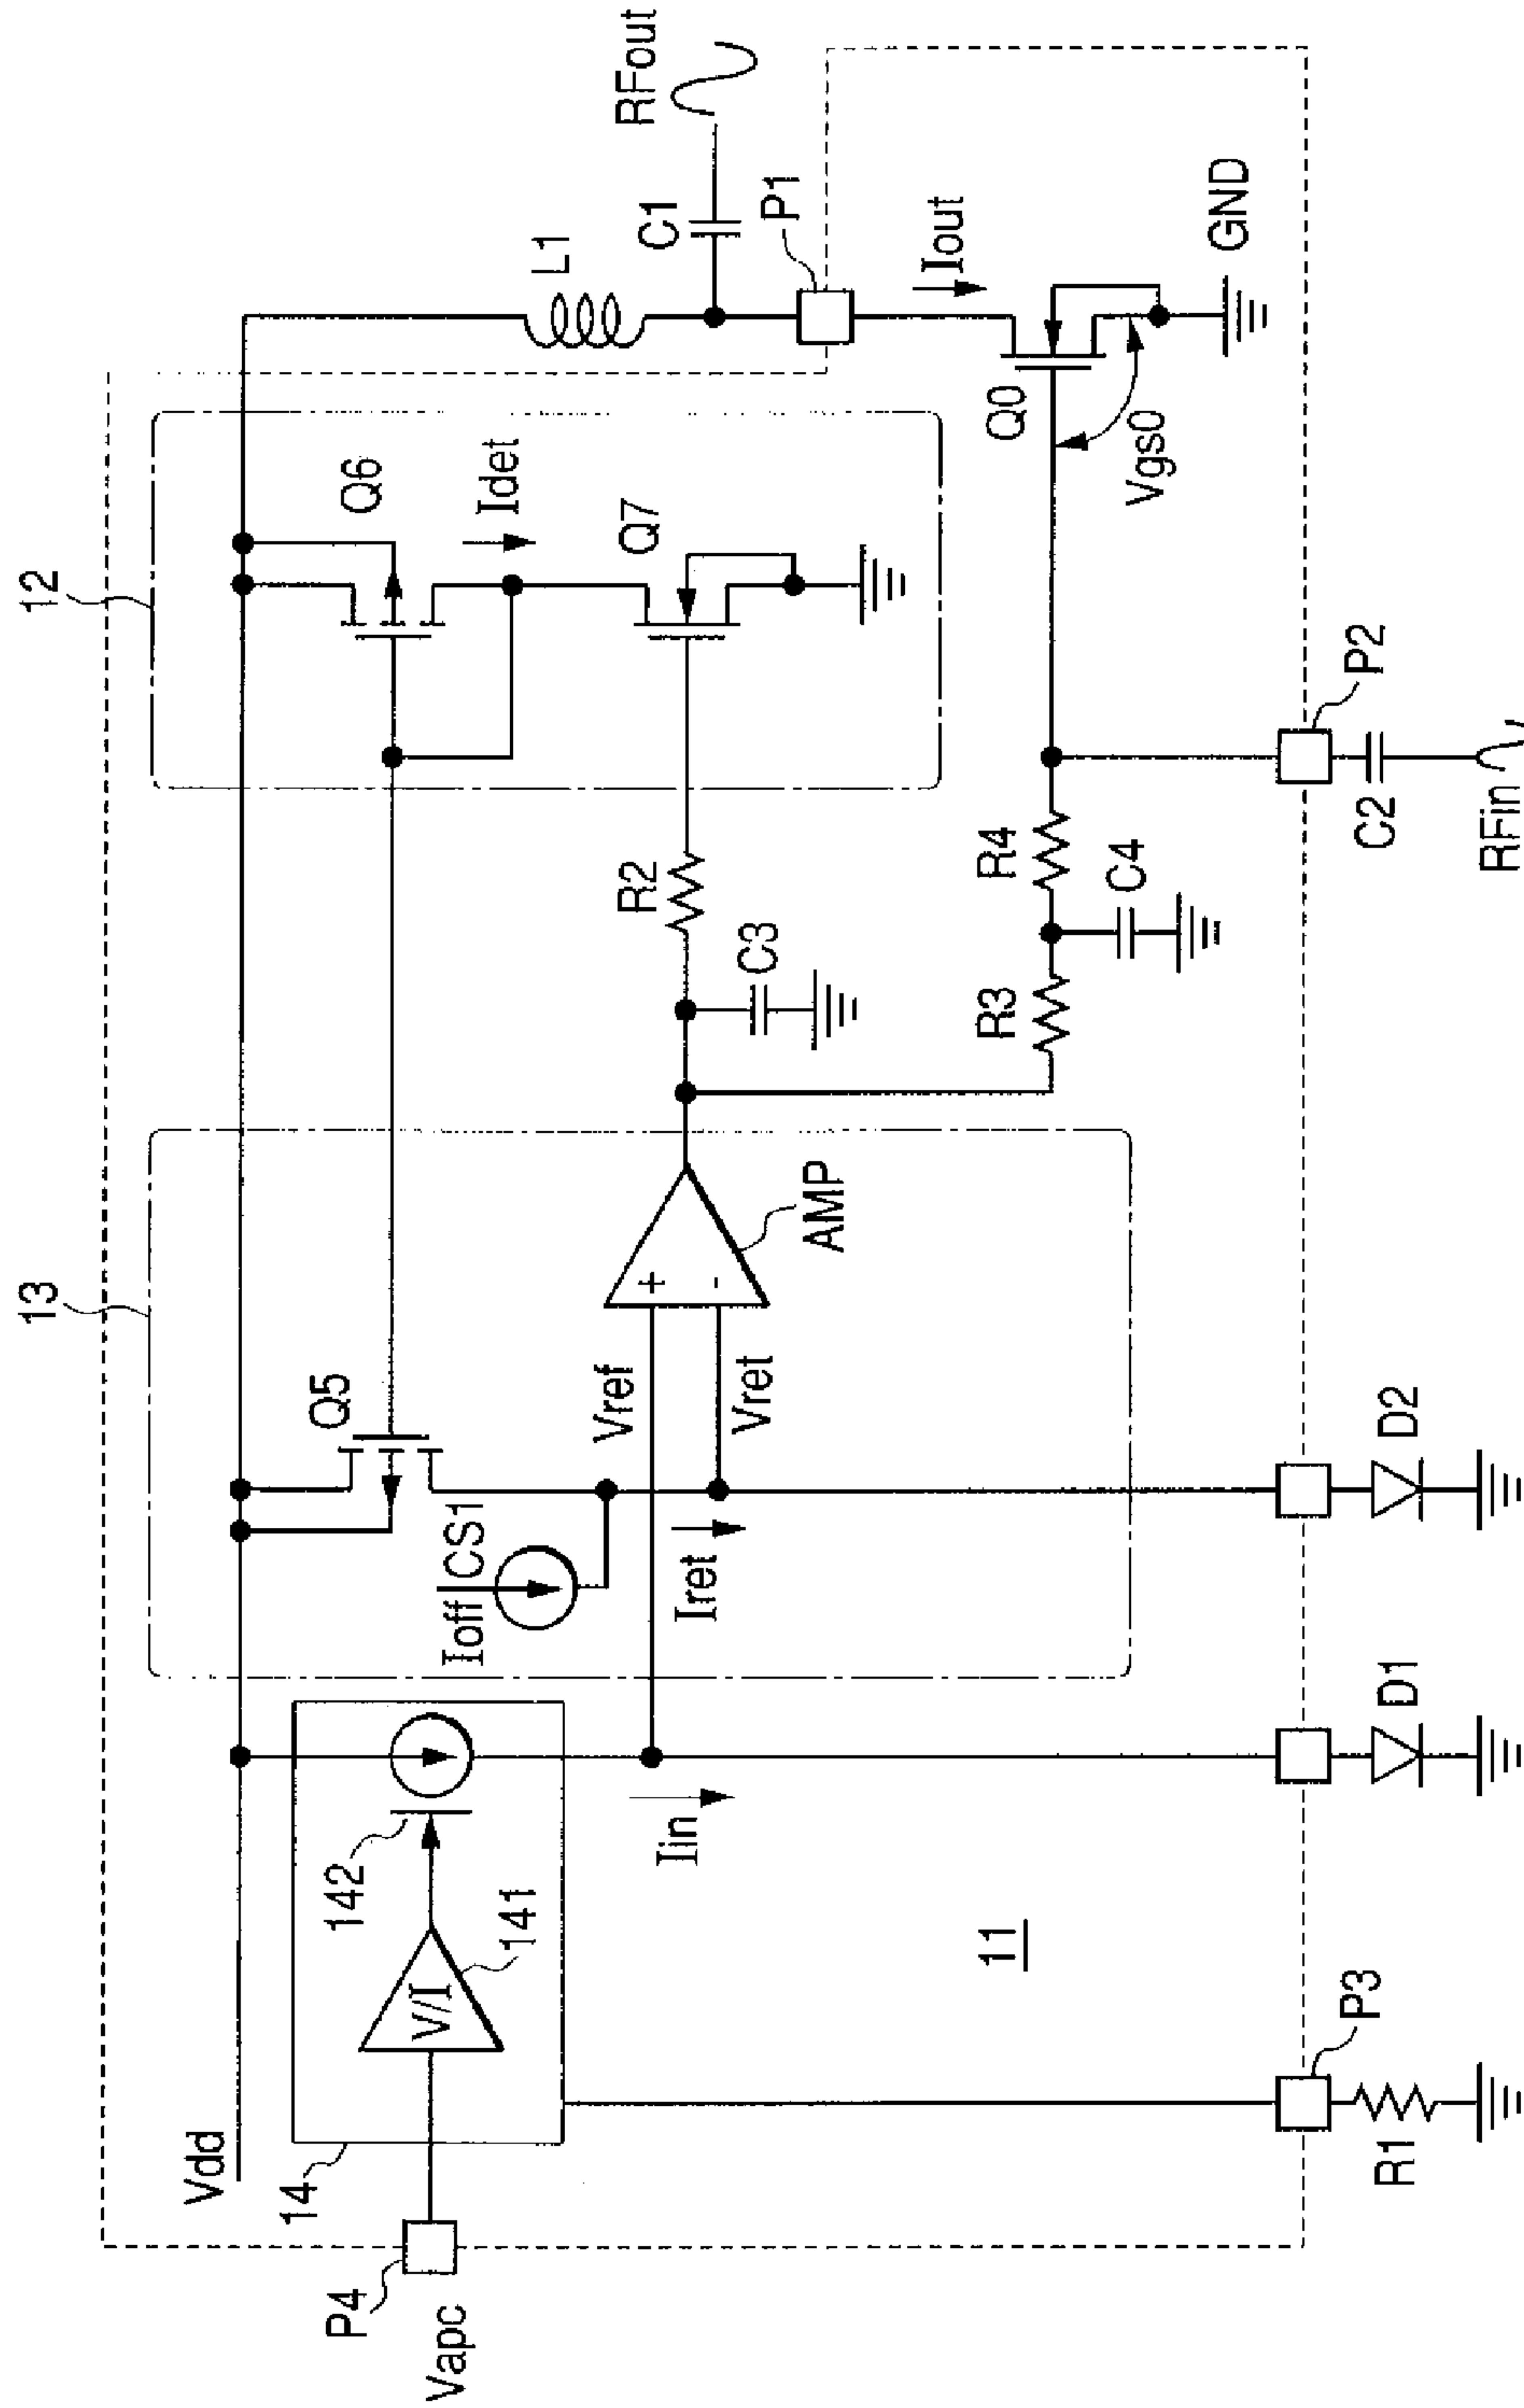 12
13
RFout
C1
P1
L1
Iout
GND
Q0
Vgs0
Q6
Idet
Q7
P2
C2
RFin
R2
C3
R4
C4
R3
AMP
+
-
Q5
Vref
Vret
CS1
Ioff
Iret
D2
D1
Iin
142
141
V/I
11
Vdd
14
P3
R1
P4
Vapc